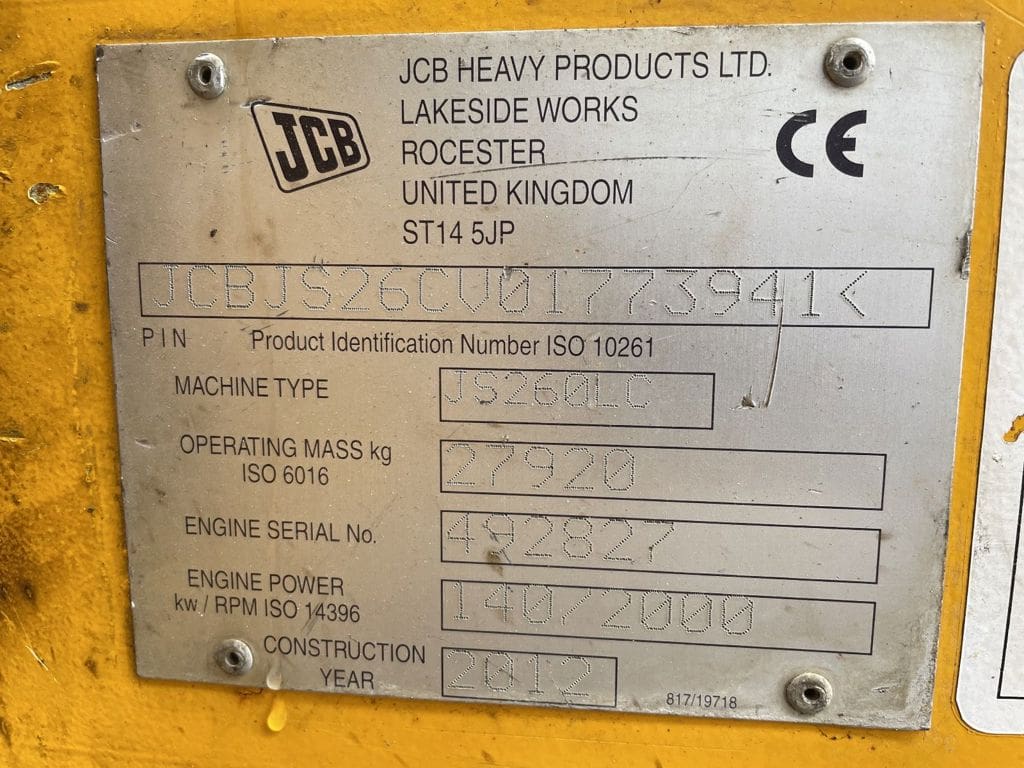 JCB
JCB HEAVY PRODUCTS LTD.
LAKESIDE WORKS
ROCESTER
UNITED KINGDOM
ST14 5JP
CE
JCBJS26CV01773941<
PIN Product Identification Number ISO 10261
MACHINE TYPE JS260LC
OPERATING MASS kg
ISO 6016
27920
ENGINE SERIAL No. 492827
ENGINE POWER
kw / RPM ISO 14396
140/2000
CONSTRUCTION
YEAR
2012
817/19718